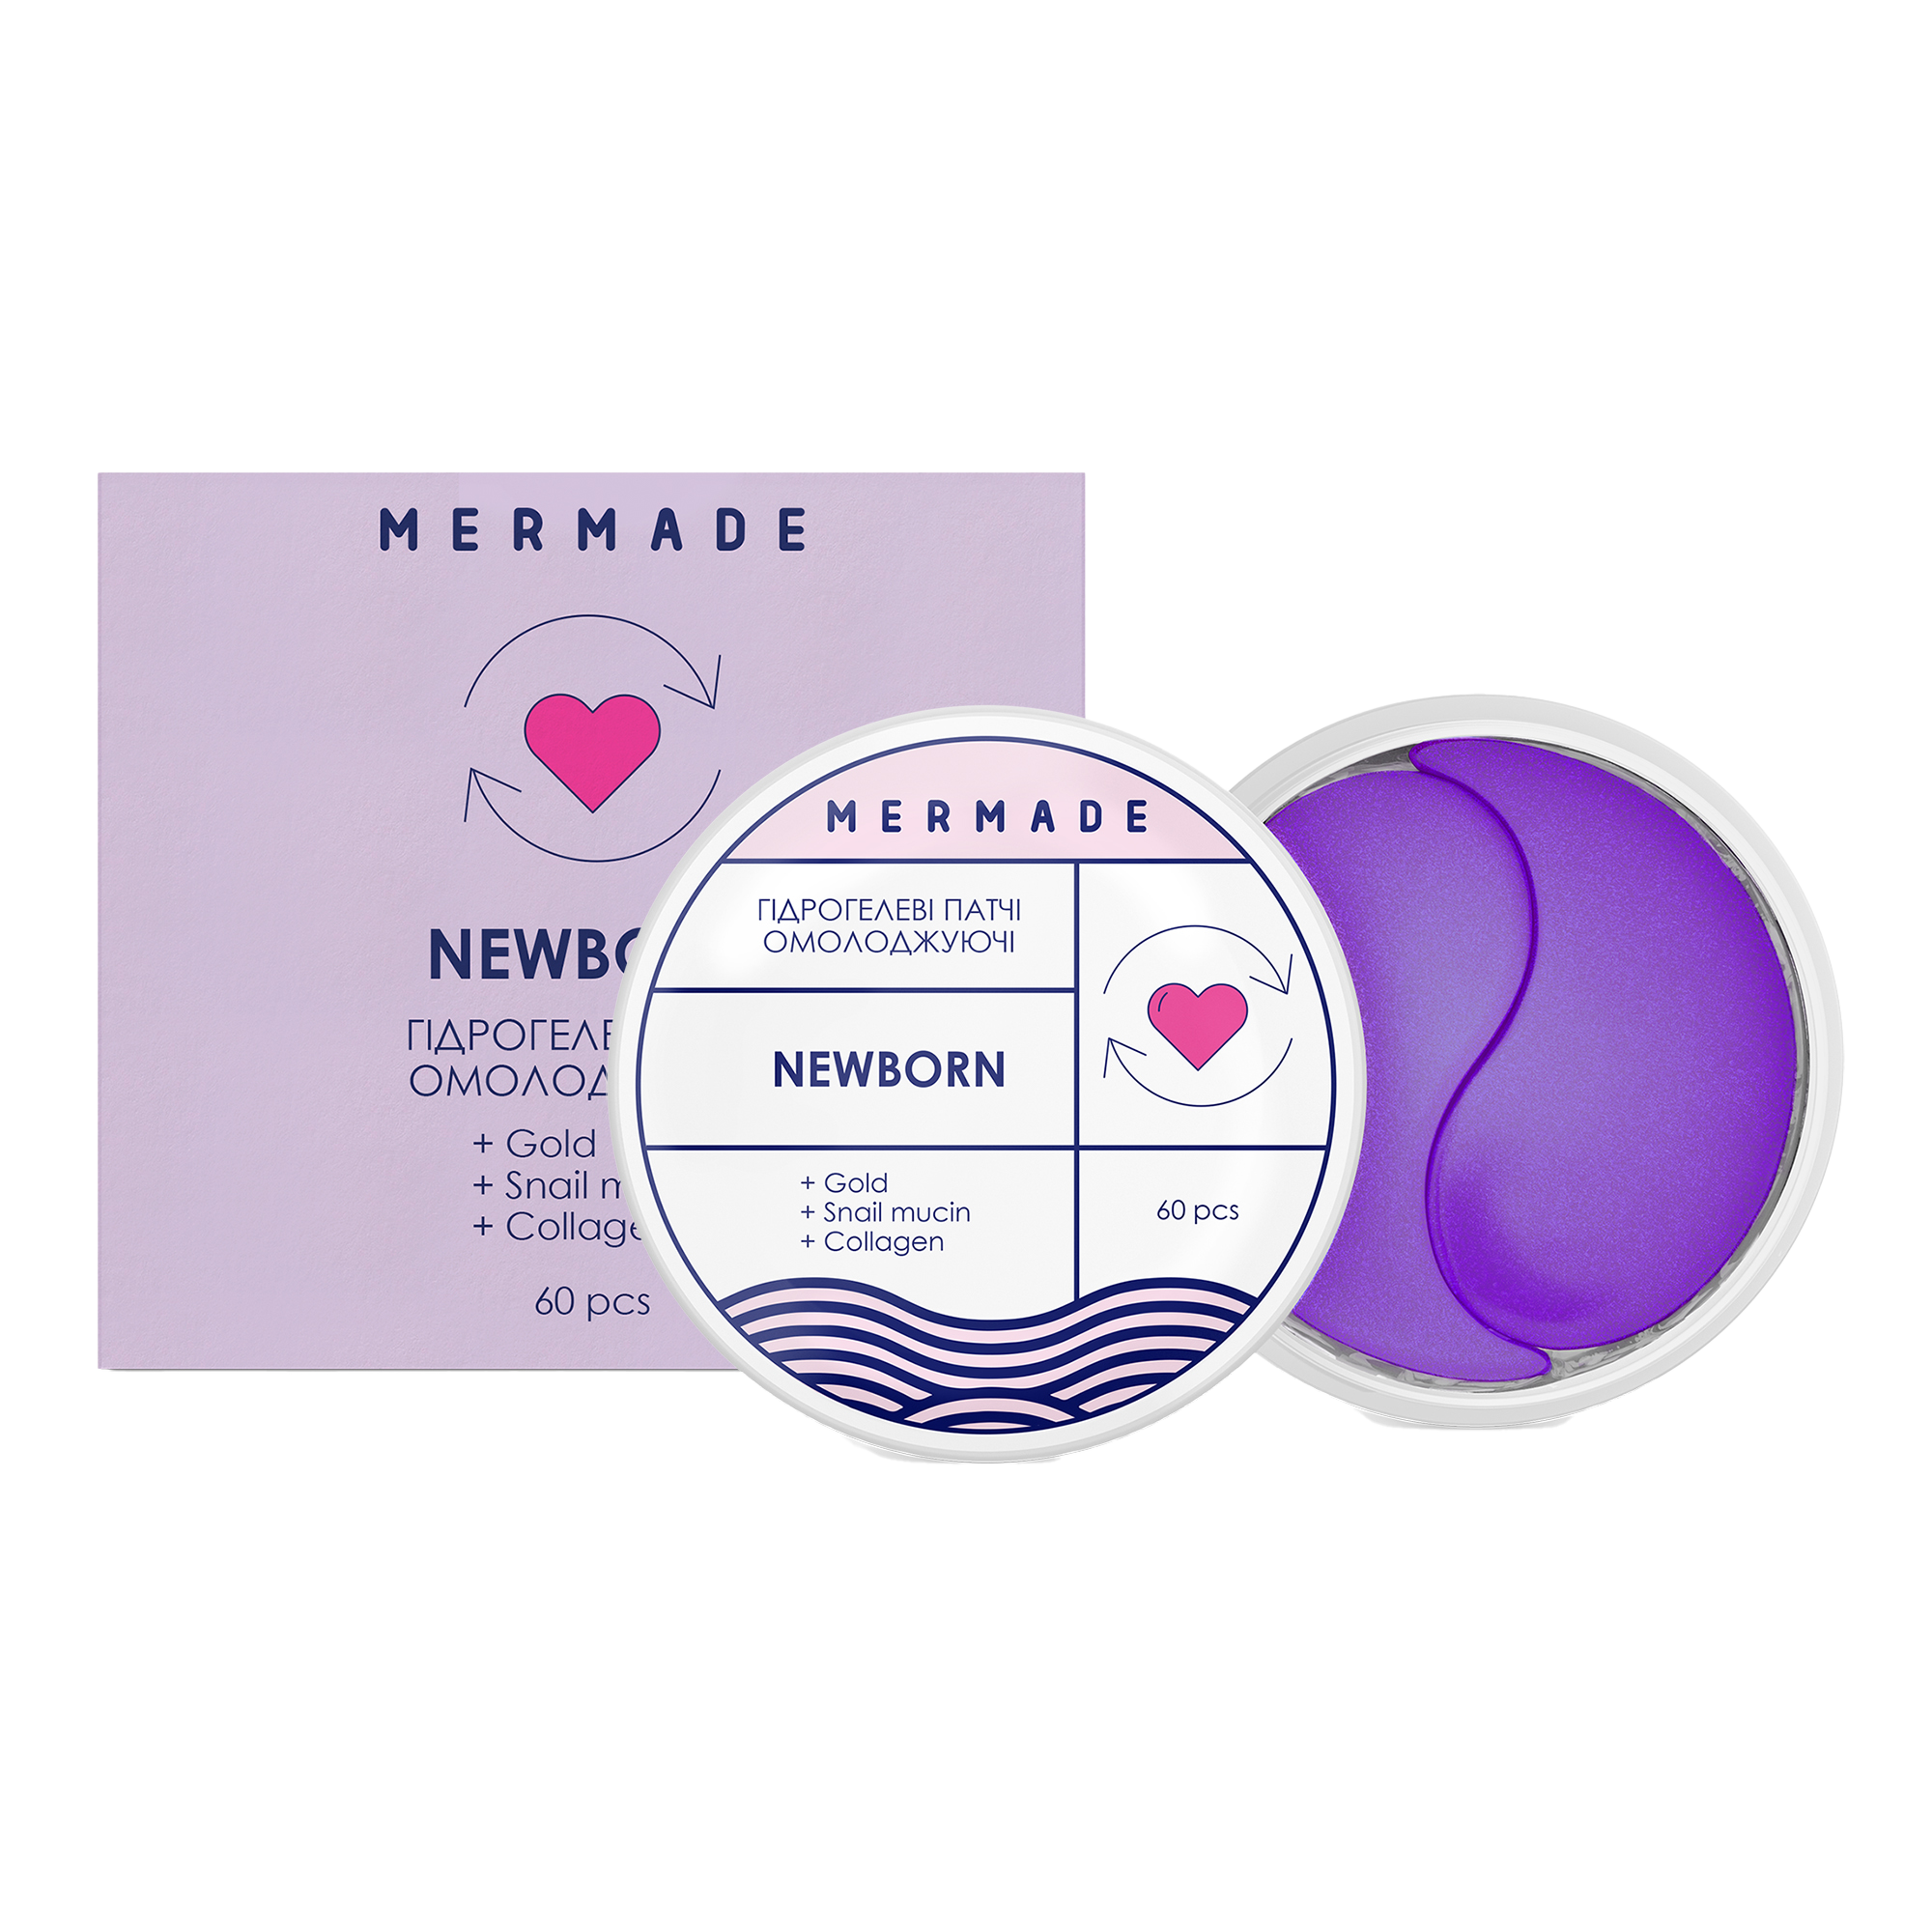 MERMADE
NEWBO
ГІДРОГЕЛЕ
ОМОЛОД
+ Gold
+ Snail m
+ Collage
60 pcs
MERMADE
ГІДРОГЕЛЕВІ ПАТЧІ
ОМОЛОДЖУЮЧІ
NEWBORN
+ Gold
+ Snail mucin
+ Collagen
60 pcs